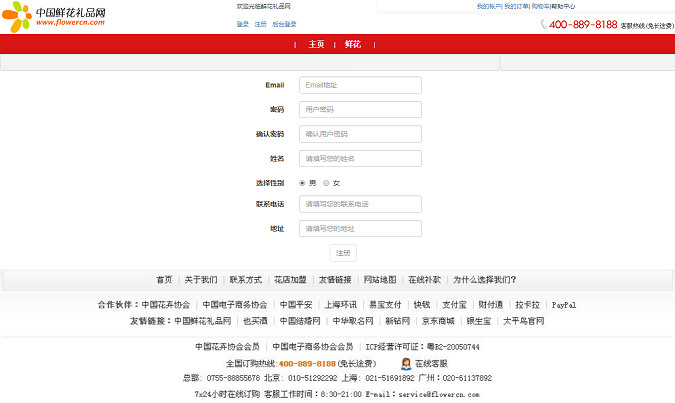 中国鲜花礼品网
www.flowercn.com
欢迎光临鲜花礼品网
登录 注册 后台登录
我的帐户| 我的订单| 购物车|帮助中心
400-889-8188 客服热线(免长途费)
| 主页 | 鲜花 |
Email Email地址
密码 用户密码
确认密码 确认用户密码
姓名 请填写您的姓名
选择性别 男 女
联系电话 请填写您的联系电话
地址 请填写您的地址
注册
首页 | 关于我们 | 联系方式 | 花店加盟 | 友情链接 | 网站地图 | 在线补款 | 为什么选择我们?
合作伙伴：中国花卉协会 | 中国电子商务协会 | 中国平安 | 上海环讯 | 易宝支付 | 快钱 | 支付宝 | 财付通 | 拉卡拉 | PayPal
友情链接：中国鲜花礼品网 | 也买酒 | 中国结婚网 | 中华取名网 | 新钻网 | 京东商城 | 银生宝 | 太平鸟官网
中国花卉协会会员 | 中国电子商务协会会员 | ICP经营许可证：粤B2-20050744
全国订购热线:400-889-8188(免长途费) 在线客服
总部: 0755-88855678 北京: 010-51292292 上海: 021-51691892 广州：020-61137892
7x24小时在线订购 客服工作时间：8:30-21:00 E-mail：service@flowercn.com